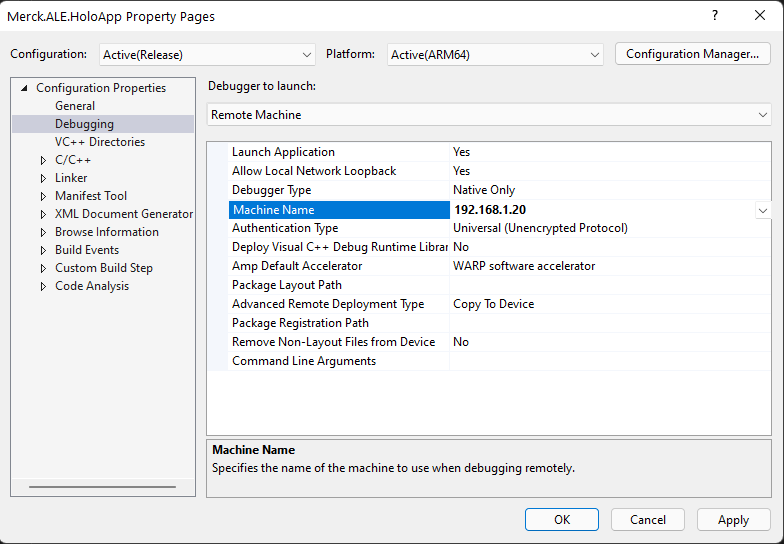 Merck.ALE.HoloApp Property Pages
?
Configuration: Active(Release) Platform: Active(ARM64) Configuration Manager...
Configuration Properties
General
Debugging
VC++ Directories
C/C++
Linker
Manifest Tool
XML Document Generator
Browse Information
Build Events
Custom Build Step
Code Analysis
Debugger to launch:
Remote Machine
Launch Application Yes
Allow Local Network Loopback Yes
Debugger Type Native Only
Machine Name 192.168.1.20
Authentication Type Universal (Unencrypted Protocol)
Deploy Visual C++ Debug Runtime Librar No
Amp Default Accelerator WARP software accelerator
Package Layout Path
Advanced Remote Deployment Type Copy To Device
Package Registration Path
Remove Non-Layout Files from Device No
Command Line Arguments
Machine Name
Specifies the name of the machine to use when debugging remotely.
OK Cancel Apply